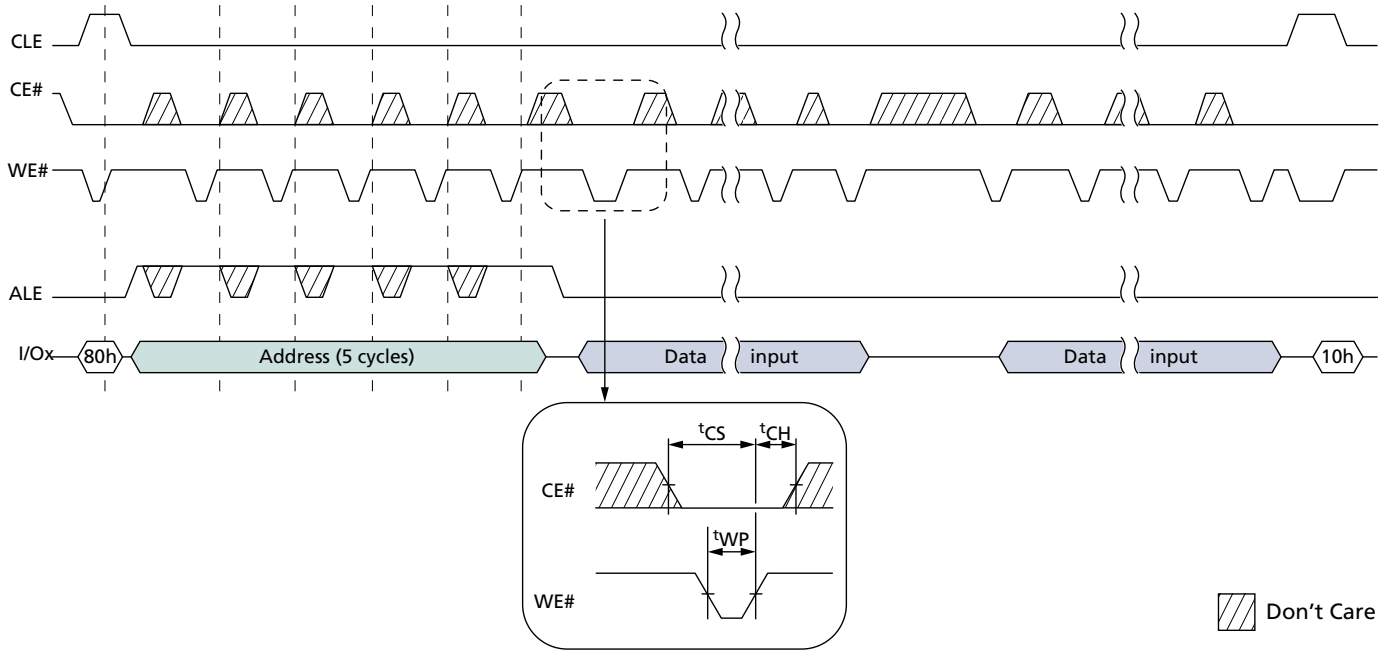 CLE
CE#
WE#
ALE
I/Ox 80h Address (5 cycles) Data input Data input 10h
tCS tCH
CE#
tWP
WE#
Don't Care